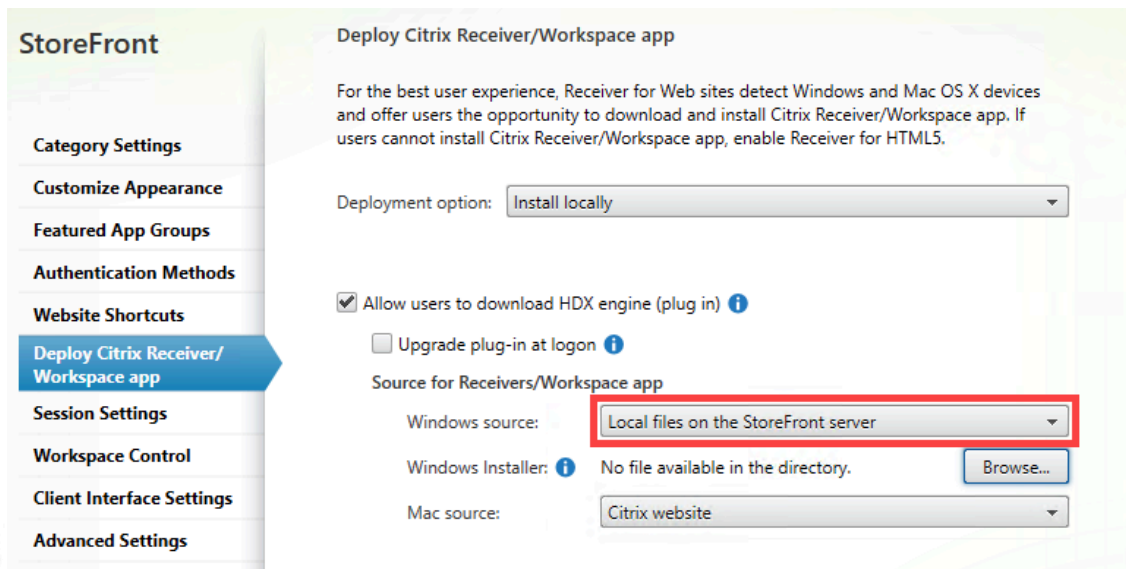 StoreFront
Category Settings
Customize Appearance
Featured App Groups
Authentication Methods
Website Shortcuts
Deploy Citrix Receiver/
Workspace app
Session Settings
Workspace Control
Client Interface Settings
Advanced Settings
Deploy Citrix Receiver/Workspace app
For the best user experience, Receiver for Web sites detect Windows and Mac OS X devices
and offer users the opportunity to download and install Citrix Receiver/Workspace app. If
users cannot install Citrix Receiver/Workspace app, enable Receiver for HTML5.
Deployment option: Install locally
Allow users to download HDX engine (plug in)
Upgrade plug-in at logon
Source for Receivers/Workspace app
Windows source: Local files on the StoreFront server
Windows Installer: No file available in the directory. Browse...
Mac source: Citrix website